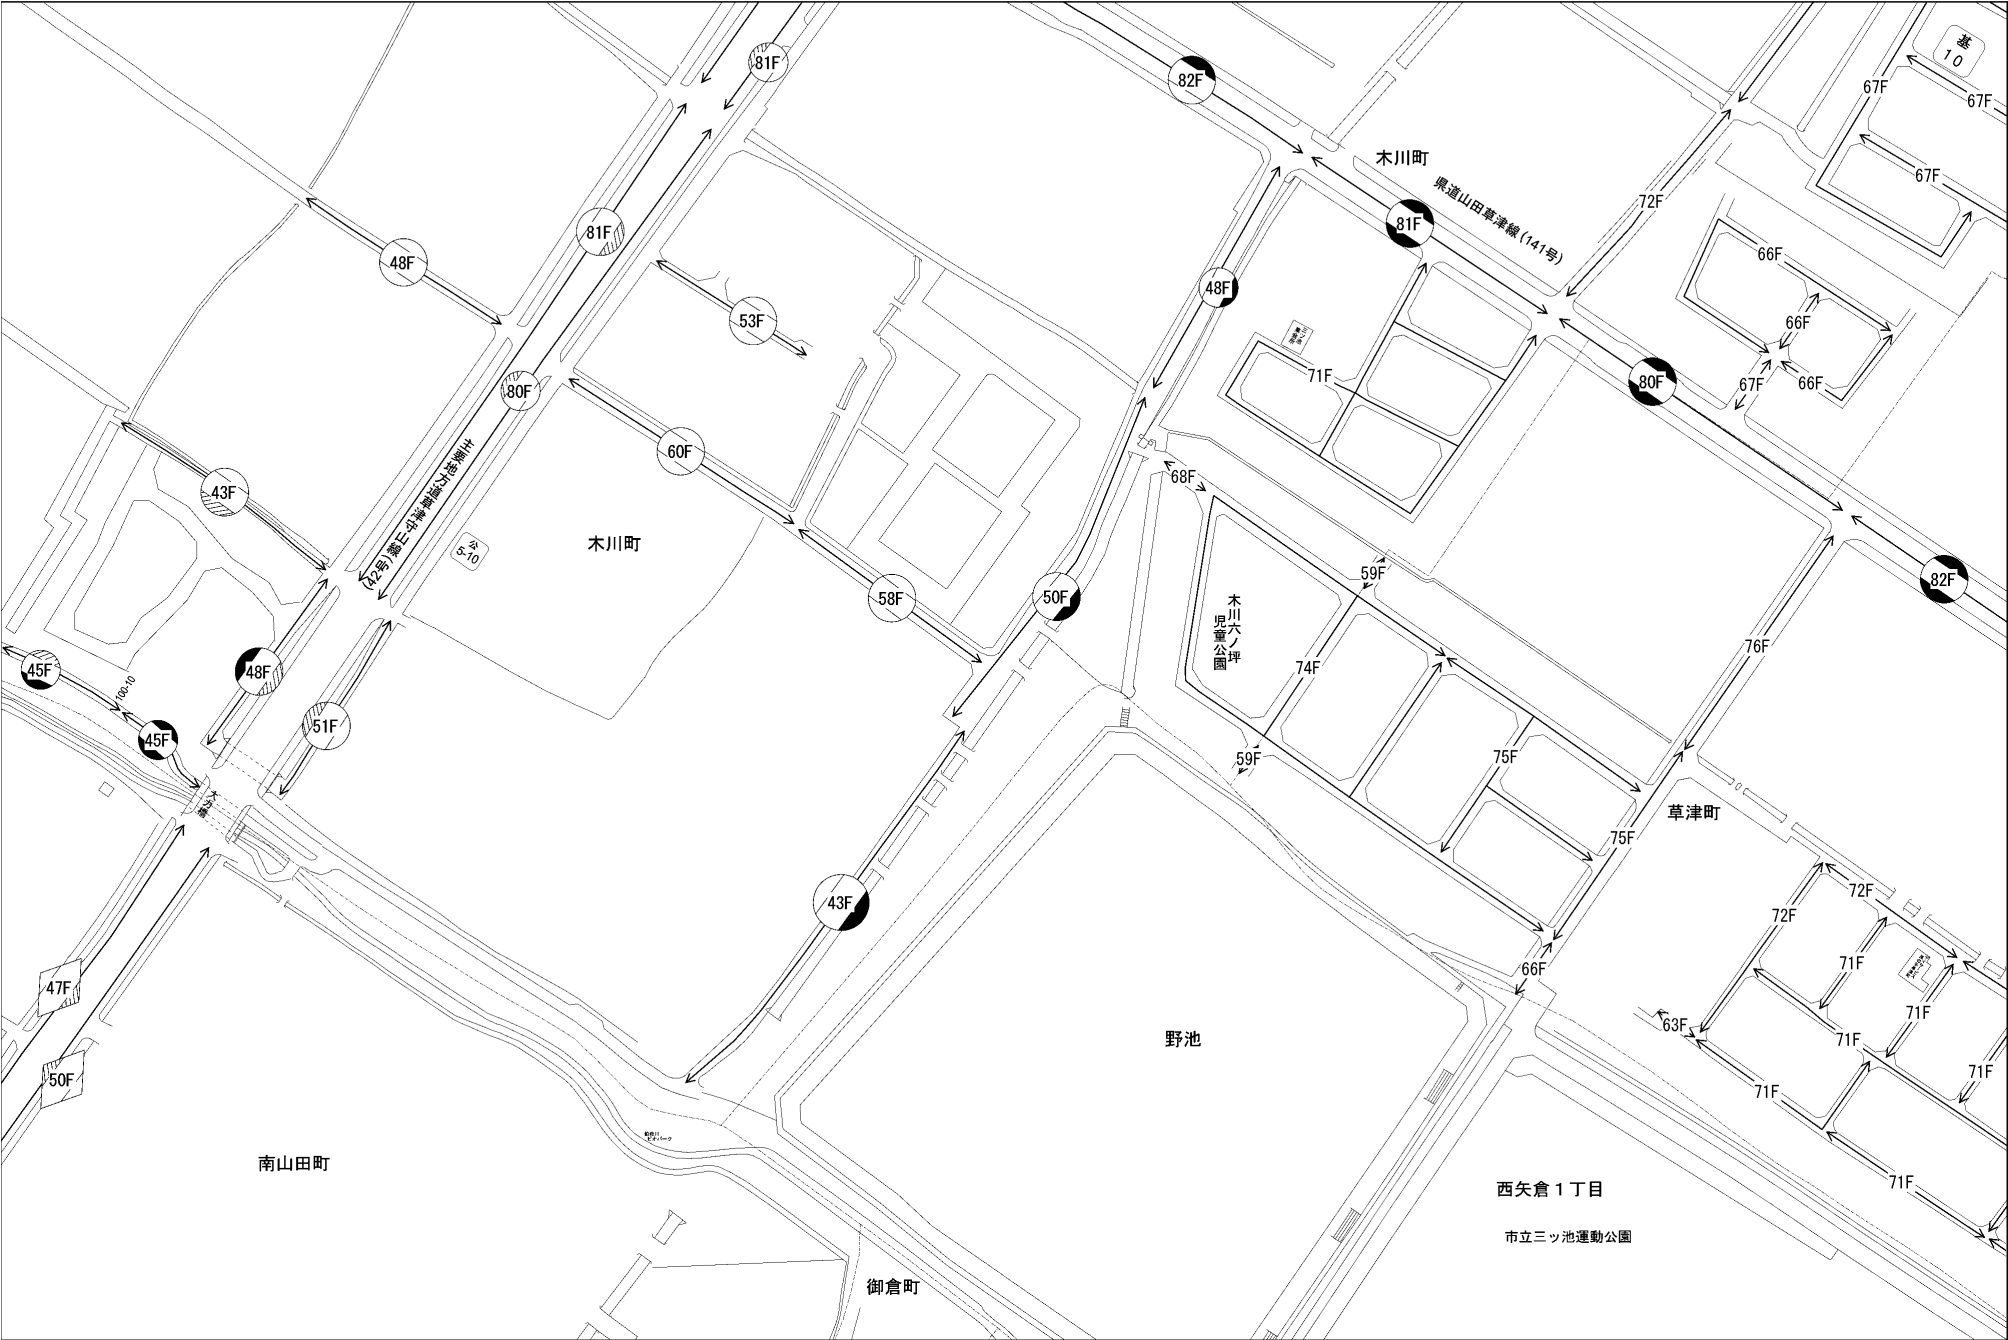 基
10
81F
82F
67F
67F
木川町
67F
県道山田草津線(141号)
72F
81F
81F
66F
48F
48F
53F
66F
71F
80F
80F
67F
66F
主要地方道草津守山線
(42号)
60F
68F
43F
公
5-10
木川町
59F
82F
58F
50F
木川六ノ坪
児童公園
76F
74F
45F
48F
100-10
51F
45F
75F
59F
大方橋
草津町
75F
72F
43F
72F
71F
66F
47F
71F
63F
71F
野池
71F
50F
71F
南山田町
71F
西矢倉1丁目
市立三ッ池運動公園
御倉町